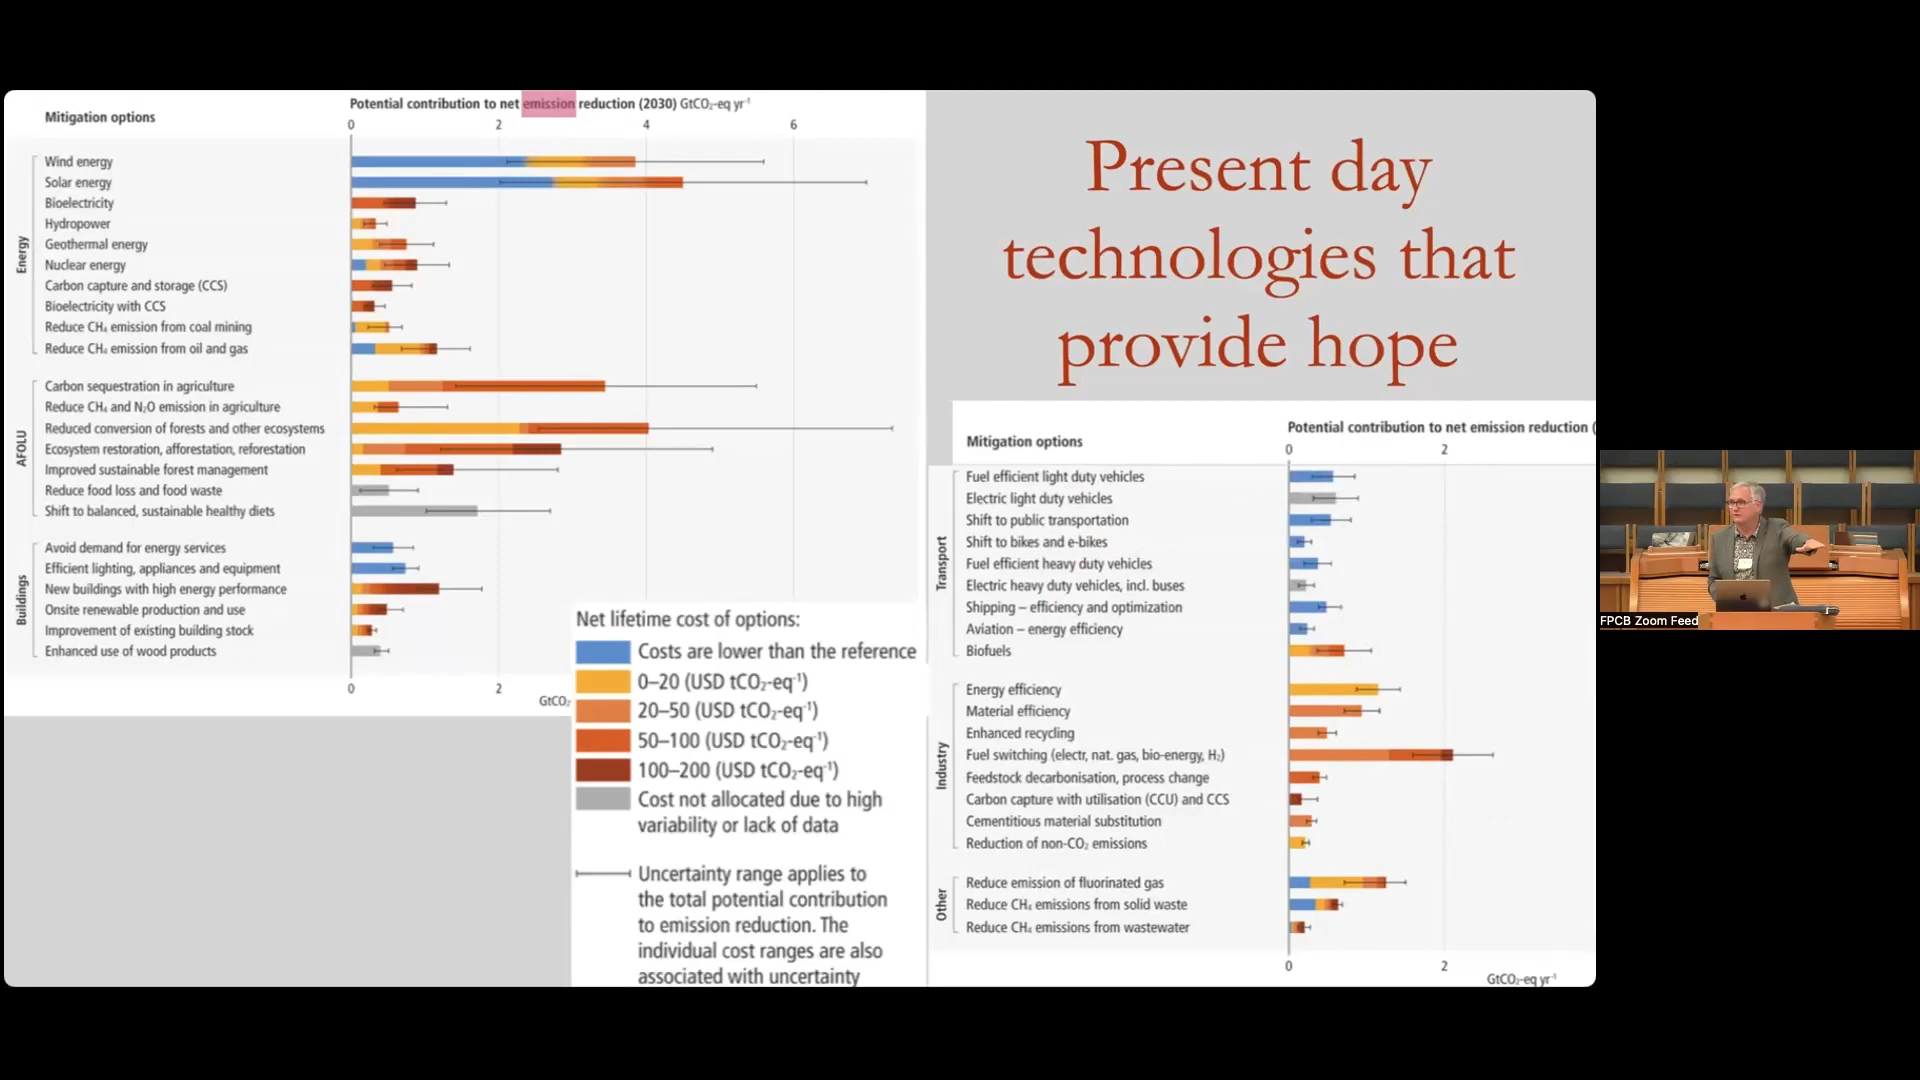 Potential contribution to net emission reduction (2030) GtCO₂-eq yr⁻¹
Mitigation options
0 2 4 6
Energy
Wind energy
Solar energy
Bioelectricity
Hydropower
Geothermal energy
Nuclear energy
Carbon capture and storage (CCS)
Bioelectricity with CCS
Reduce CH₄ emission from coal mining
Reduce CH₄ emission from oil and gas
AFOLU
Carbon sequestration in agriculture
Reduce CH₄ and N₂O emission in agriculture
Reduced conversion of forests and other ecosystems
Ecosystem restoration, afforestation, reforestation
Improved sustainable forest management
Reduce food loss and food waste
Shift to balanced, sustainable healthy diets
Buildings
Avoid demand for energy services
Efficient lighting, appliances and equipment
New buildings with high energy performance
Onsite renewable production and use
Improvement of existing building stock
Enhanced use of wood products
0 2
GtCO₂-
Net lifetime cost of options:
Costs are lower than the reference
0–20 (USD tCO₂-eq⁻¹)
20–50 (USD tCO₂-eq⁻¹)
50–100 (USD tCO₂-eq⁻¹)
100–200 (USD tCO₂-eq⁻¹)
Cost not allocated due to high
variability or lack of data
Uncertainty range applies to
the total potential contribution
to emission reduction. The
individual cost ranges are also
associated with uncertainty
Present day
technologies that
provide hope
Potential contribution to net emission reduction (
Mitigation options
0 2
Transport
Fuel efficient light duty vehicles
Electric light duty vehicles
Shift to public transportation
Shift to bikes and e-bikes
Fuel efficient heavy duty vehicles
Electric heavy duty vehicles, incl. buses
Shipping – efficiency and optimization
Aviation – energy efficiency
Biofuels
Industry
Energy efficiency
Material efficiency
Enhanced recycling
Fuel switching (electr, nat. gas, bio-energy, H₂)
Feedstock decarbonisation, process change
Carbon capture with utilisation (CCU) and CCS
Cementitious material substitution
Reduction of non-CO₂ emissions
Other
Reduce emission of fluorinated gas
Reduce CH₄ emissions from solid waste
Reduce CH₄ emissions from wastewater
0 2
GtCO₂-eq yr⁻¹
FPCB Zoom Feed